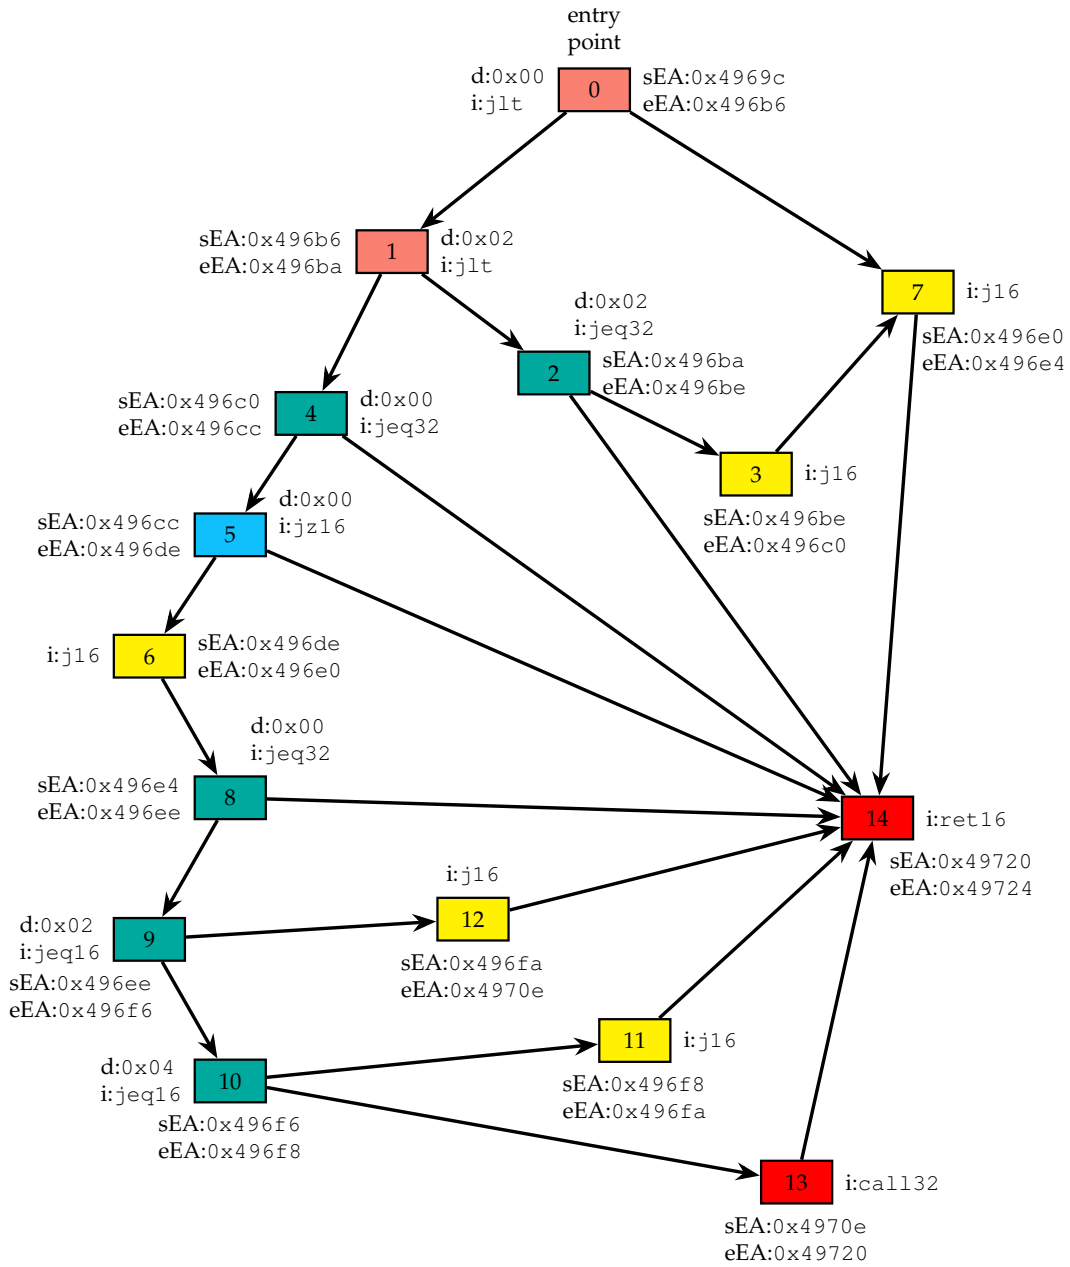 entry
point
d:0x00
i:jlt
0
sEA:0x4969c
eEA:0x496b6
sEA:0x496b6
eEA:0x496ba
1
d:0x02
i:jlt
7
i:j16
sEA:0x496e0
eEA:0x496e4
d:0x02
i:jeq32
2
sEA:0x496ba
eEA:0x496be
sEA:0x496c0
eEA:0x496cc
4
d:0x00
i:jeq32
3
i:j16
sEA:0x496be
eEA:0x496c0
sEA:0x496cc
eEA:0x496de
5
d:0x00
i:jz16
i:j16
6
sEA:0x496de
eEA:0x496e0
d:0x00
i:jeq32
sEA:0x496e4
eEA:0x496ee
8
14
i:ret16
sEA:0x49720
eEA:0x49724
i:j16
12
sEA:0x496fa
eEA:0x4970e
d:0x02
i:jeq16
9
sEA:0x496ee
eEA:0x496f6
11
i:j16
sEA:0x496f8
eEA:0x496fa
d:0x04
i:jeq16
10
sEA:0x496f6
eEA:0x496f8
13
i:call32
sEA:0x4970e
eEA:0x49720